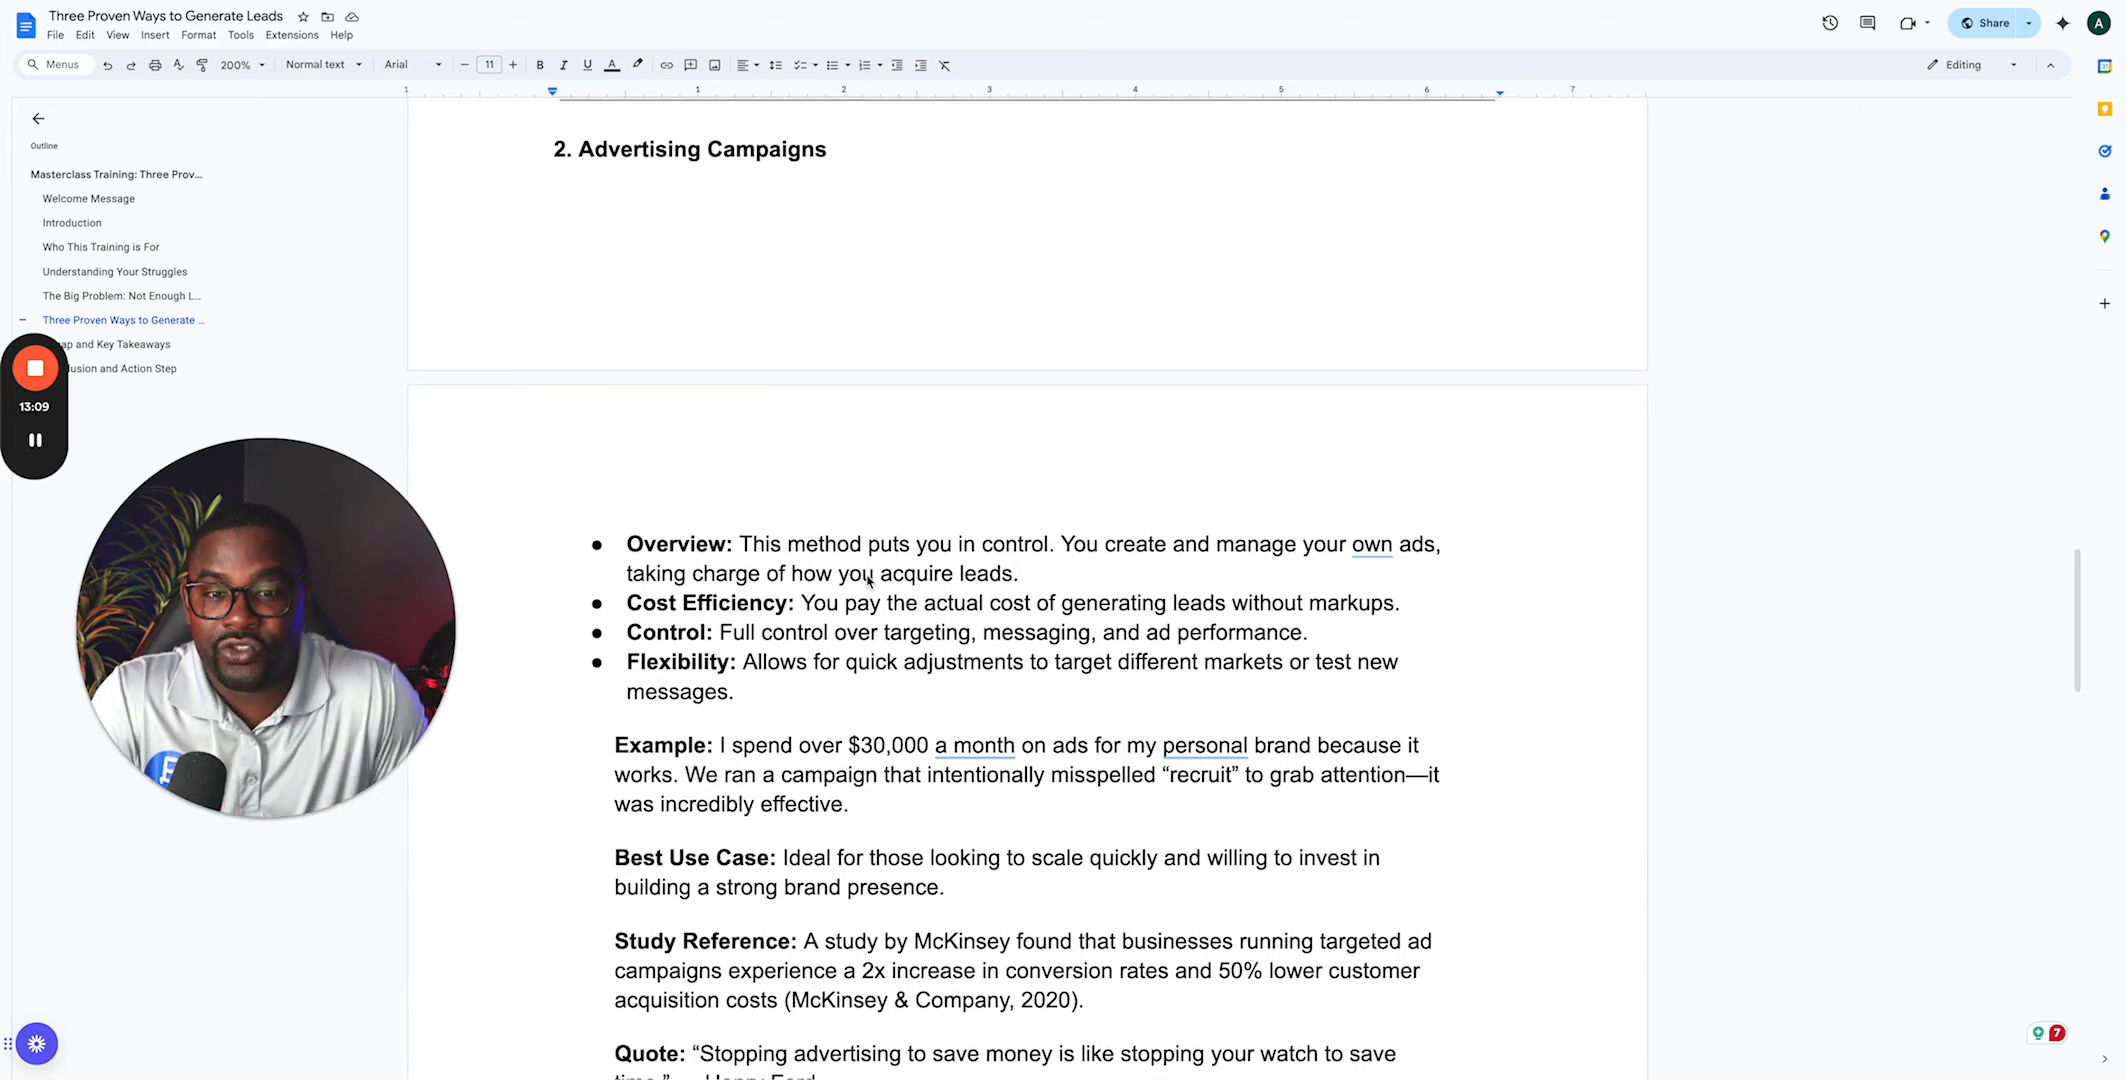 Three Proven Ways to Generate Leads
File Edit View Insert Format Tools Extensions Help
Share
A
Menus
200%
Normal text
Arial
11
B I U A
Editing
1 1 2 3 4 5 6 7
Outline
Masterclass Training: Three Prov...
Welcome Message
Introduction
Who This Training is For
Understanding Your Struggles
The Big Problem: Not Enough L...
Three Proven Ways to Generate ...
ap and Key Takeaways
lusion and Action Step
13:09
2. Advertising Campaigns
● Overview: This method puts you in control. You create and manage your own ads,
taking charge of how you acquire leads.
● Cost Efficiency: You pay the actual cost of generating leads without markups.
● Control: Full control over targeting, messaging, and ad performance.
● Flexibility: Allows for quick adjustments to target different markets or test new
messages.
Example: I spend over $30,000 a month on ads for my personal brand because it
works. We ran a campaign that intentionally misspelled “recruit” to grab attention—it
was incredibly effective.
Best Use Case: Ideal for those looking to scale quickly and willing to invest in
building a strong brand presence.
Study Reference: A study by McKinsey found that businesses running targeted ad
campaigns experience a 2x increase in conversion rates and 50% lower customer
acquisition costs (McKinsey & Company, 2020).
Quote: “Stopping advertising to save money is like stopping your watch to save
7